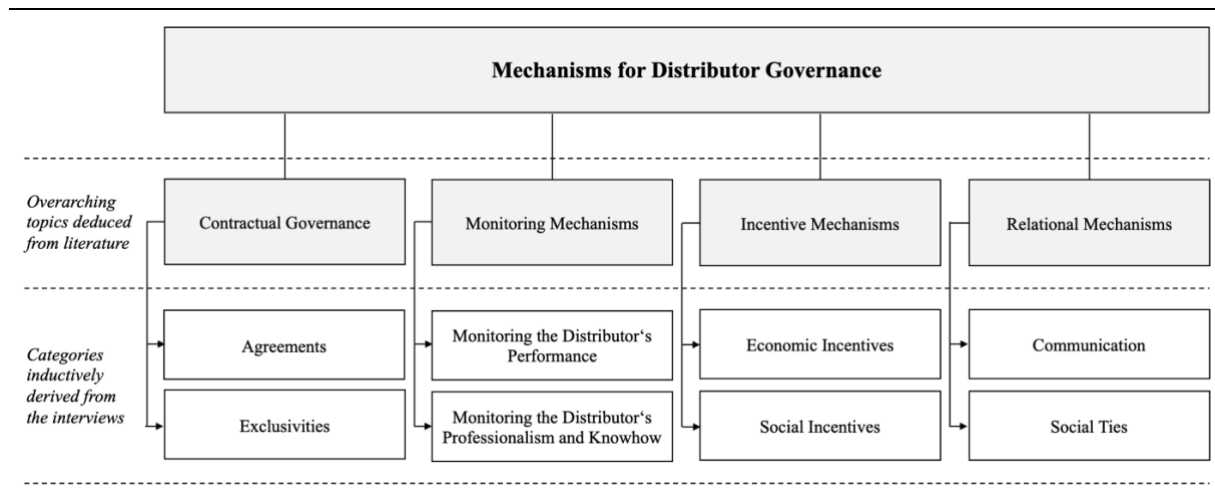 Mechanisms for Distributor Governance
Overarching
topics deduced
from literature
Contractual Governance
Monitoring Mechanisms
Incentive Mechanisms
Relational Mechanisms
Categories
inductively
derived from
the interviews
Agreements
Monitoring the Distributor‘s
Performance
Economic Incentives
Communication
Exclusivities
Monitoring the Distributor‘s
Professionalism and Knowhow
Social Incentives
Social Ties